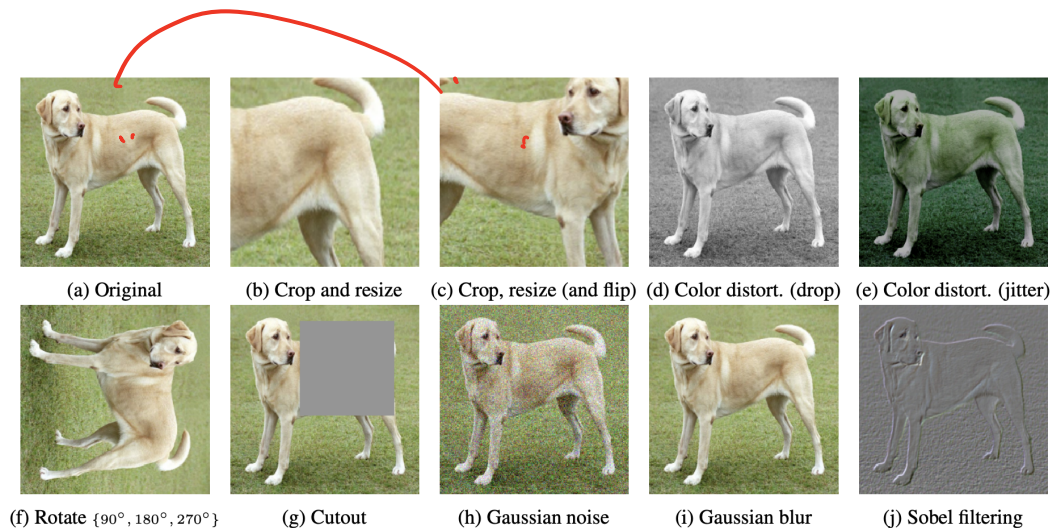 (a) Original
(b) Crop and resize
(c) Crop, resize (and flip)
(d) Color distort. (drop)
(e) Color distort. (jitter)
(f) Rotate {90°, 180°, 270°}
(g) Cutout
(h) Gaussian noise
(i) Gaussian blur
(j) Sobel filtering